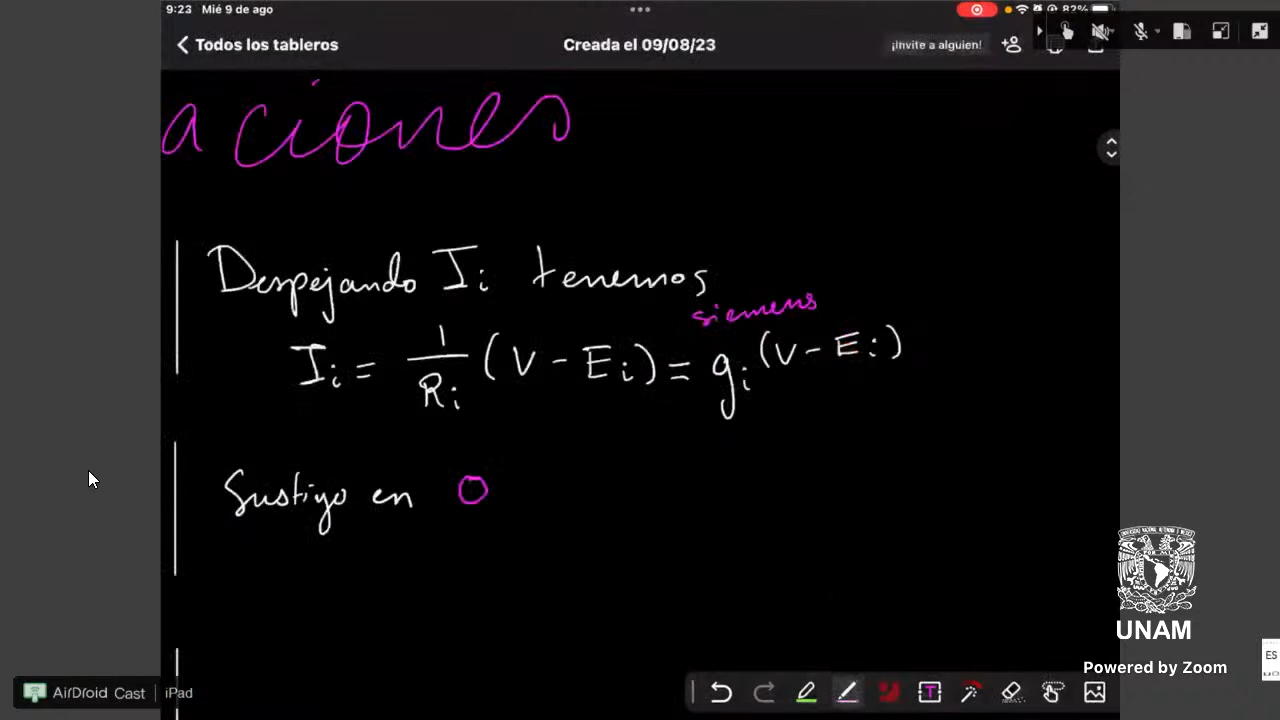 9:23 Mié 9 de ago
82%
Todos los tableros
Creada el 09/08/23
¡Invite a alguien!
aciones
Despejando Ii tenemos
siemens
Ii = 1/Ri (V - Ei) = gi (V - Ei)
Sustiyo en O
UNAM
Powered by Zoom
ES
AirDroid Cast | iPad
T